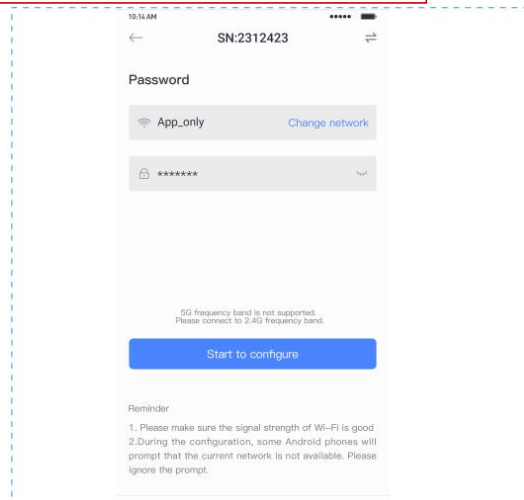 10:14 AM
SN:2312423
Password
App_only
Change network
*******
5G frequency band is not supported.
Please connect to 2.4G frequency band.
Start to configure
Reminder
1. Please make sure the signal strength of Wi-Fi is good
2.During the configuration, some Android phones will
prompt that the current network is not available. Please
ignore the prompt.